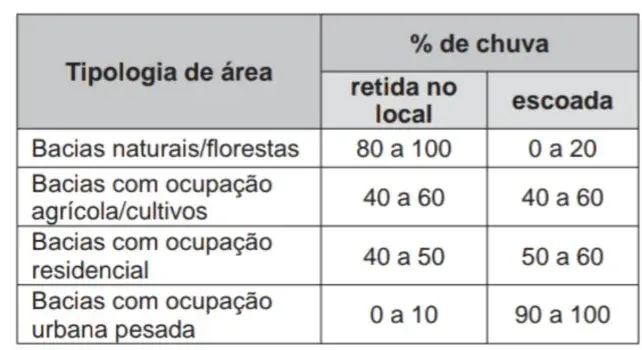 Tipologia de área
% de chuva
retida no
local
escoada
Bacias naturais/florestas
80 a 100
0 a 20
Bacias com ocupação
agrícola/cultivos
40 a 60
40 a 60
Bacias com ocupação
residencial
40 a 50
50 a 60
Bacias com ocupação
urbana pesada
0 a 10
90 a 100